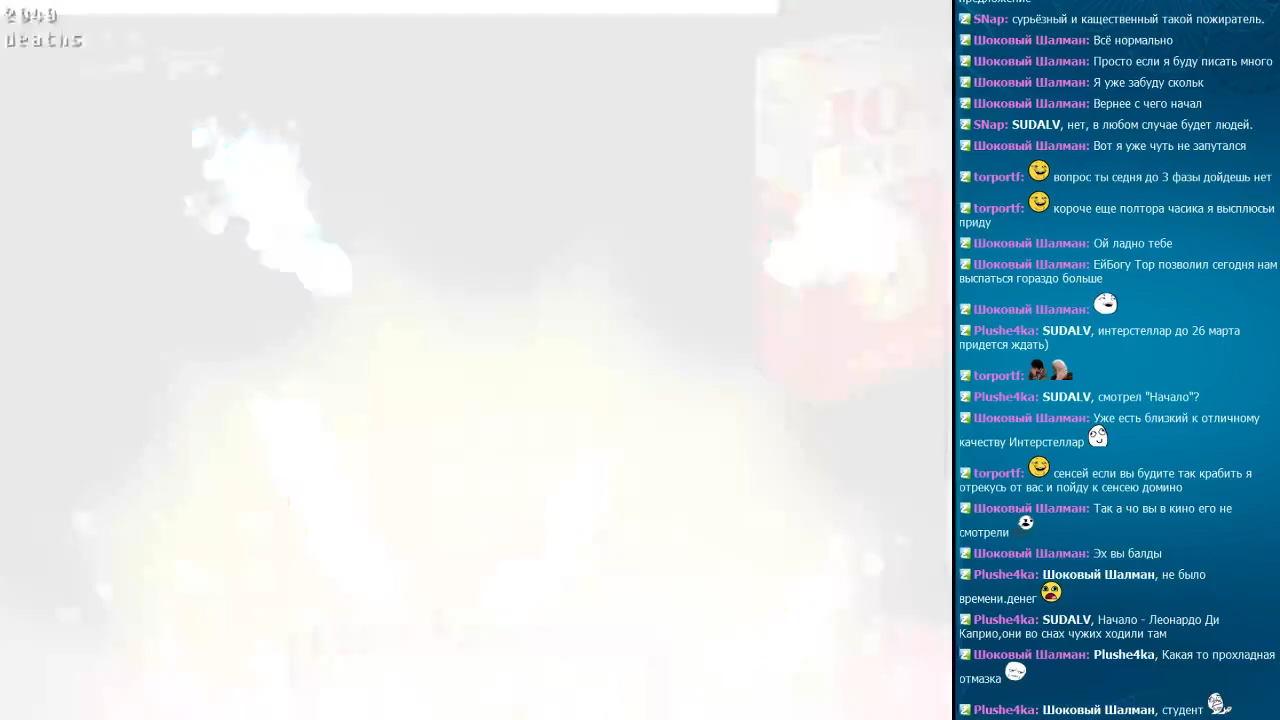 2040
deaths
10
предложение
SNap: сурьёзный и кащественный такой пожиратель.
Шоковый Шалман: Всё нормально
Шоковый Шалман: Просто если я буду писать много
Шоковый Шалман: Я уже забуду скольк
Шоковый Шалман: Вернее с чего начал
SNap: SUDALV, нет, в любом случае будет людей.
Шоковый Шалман: Вот я уже чуть не запутался
torportf: вопрос ты седня до 3 фазы дойдешь нет
torportf: короче еще полтора часика я высплюсьи
приду
Шоковый Шалман: Ой ладно тебе
Шоковый Шалман: ЕйБогу Тор позволил сегодня нам
выспаться гораздо больше
Шоковый Шалман:
Plushe4ka: SUDALV, интерстеллар до 26 марта
придется ждать)
torportf:
Plushe4ka: SUDALV, смотрел "Начало"?
Шоковый Шалман: Уже есть близкий к отличному
качеству Интерстеллар
torportf: сенсей если вы будите так крабить я
отрекусь от вас и пойду к сенсею домино
Шоковый Шалман: Так а чо вы в кино его не
смотрели
Шоковый Шалман: Эх вы балды
Plushe4ka: Шоковый Шалман, не было
времени.денег
Plushe4ka: SUDALV, Начало - Леонардо Ди
Каприо,они во снах чужих ходили там
Шоковый Шалман: Plushe4ka, Какая то прохладная
отмазка
Plushe4ka: Шоковый Шалман, студент